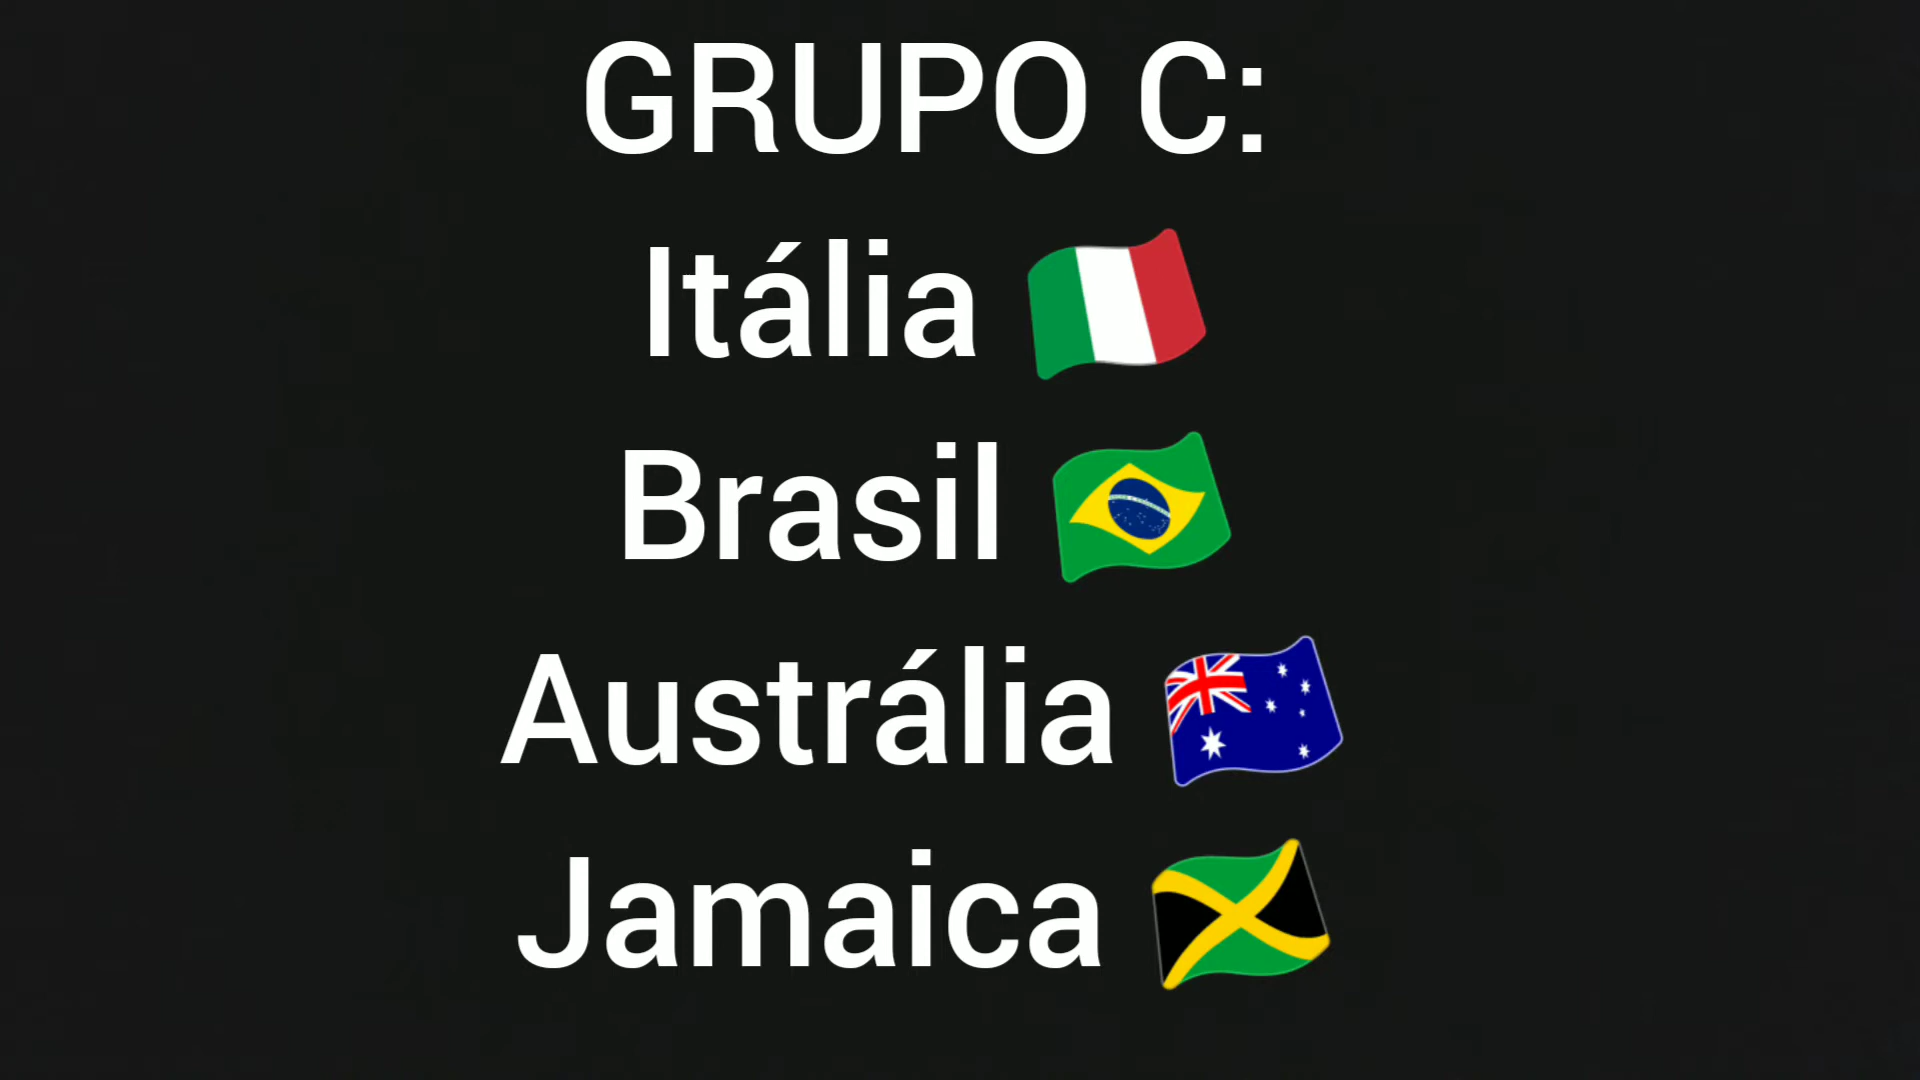 GRUPO C:
Itália 🇮🇹
Brasil 🇧🇷
Austrália 🇦🇺
Jamaica 🇯🇲